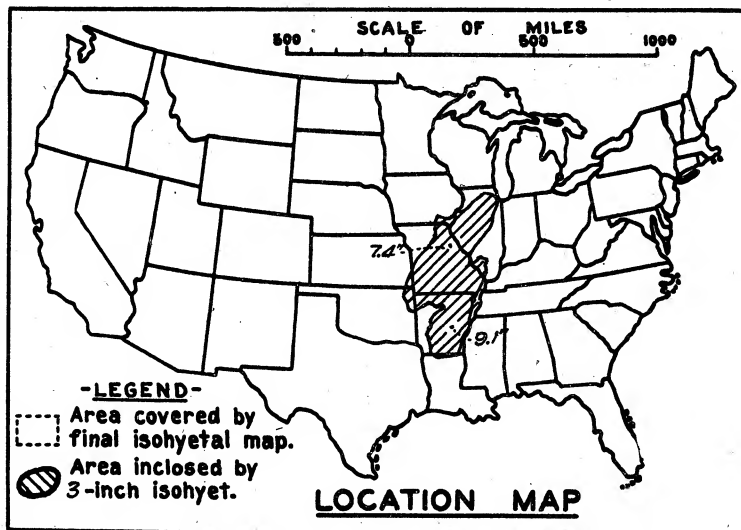 SCALE OF MILES
500 0 500 1000
7.4"
9.1"
-LEGEND-
Area covered by
final isohyetal map.
Area inclosed by
3-inch isohyet.
LOCATION MAP